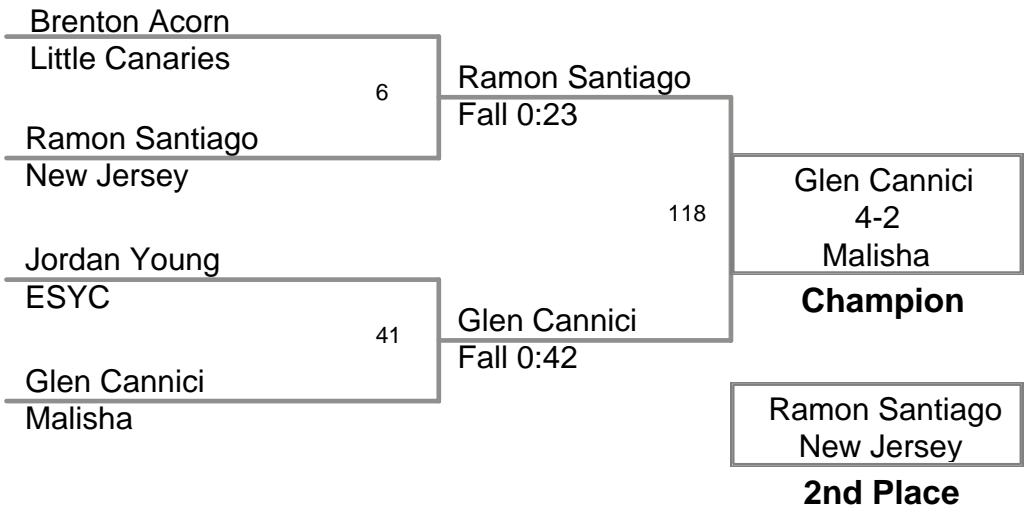 Brenton Acorn
Little Canaries
6
Ramon Santiago
New Jersey
Ramon Santiago
Fall 0:23
Jordan Young
ESYC
41
Glen Cannici
Malisha
Glen Cannici
Fall 0:42
118
Glen Cannici
4-2
Malisha
Champion
Ramon Santiago
New Jersey
2nd Place